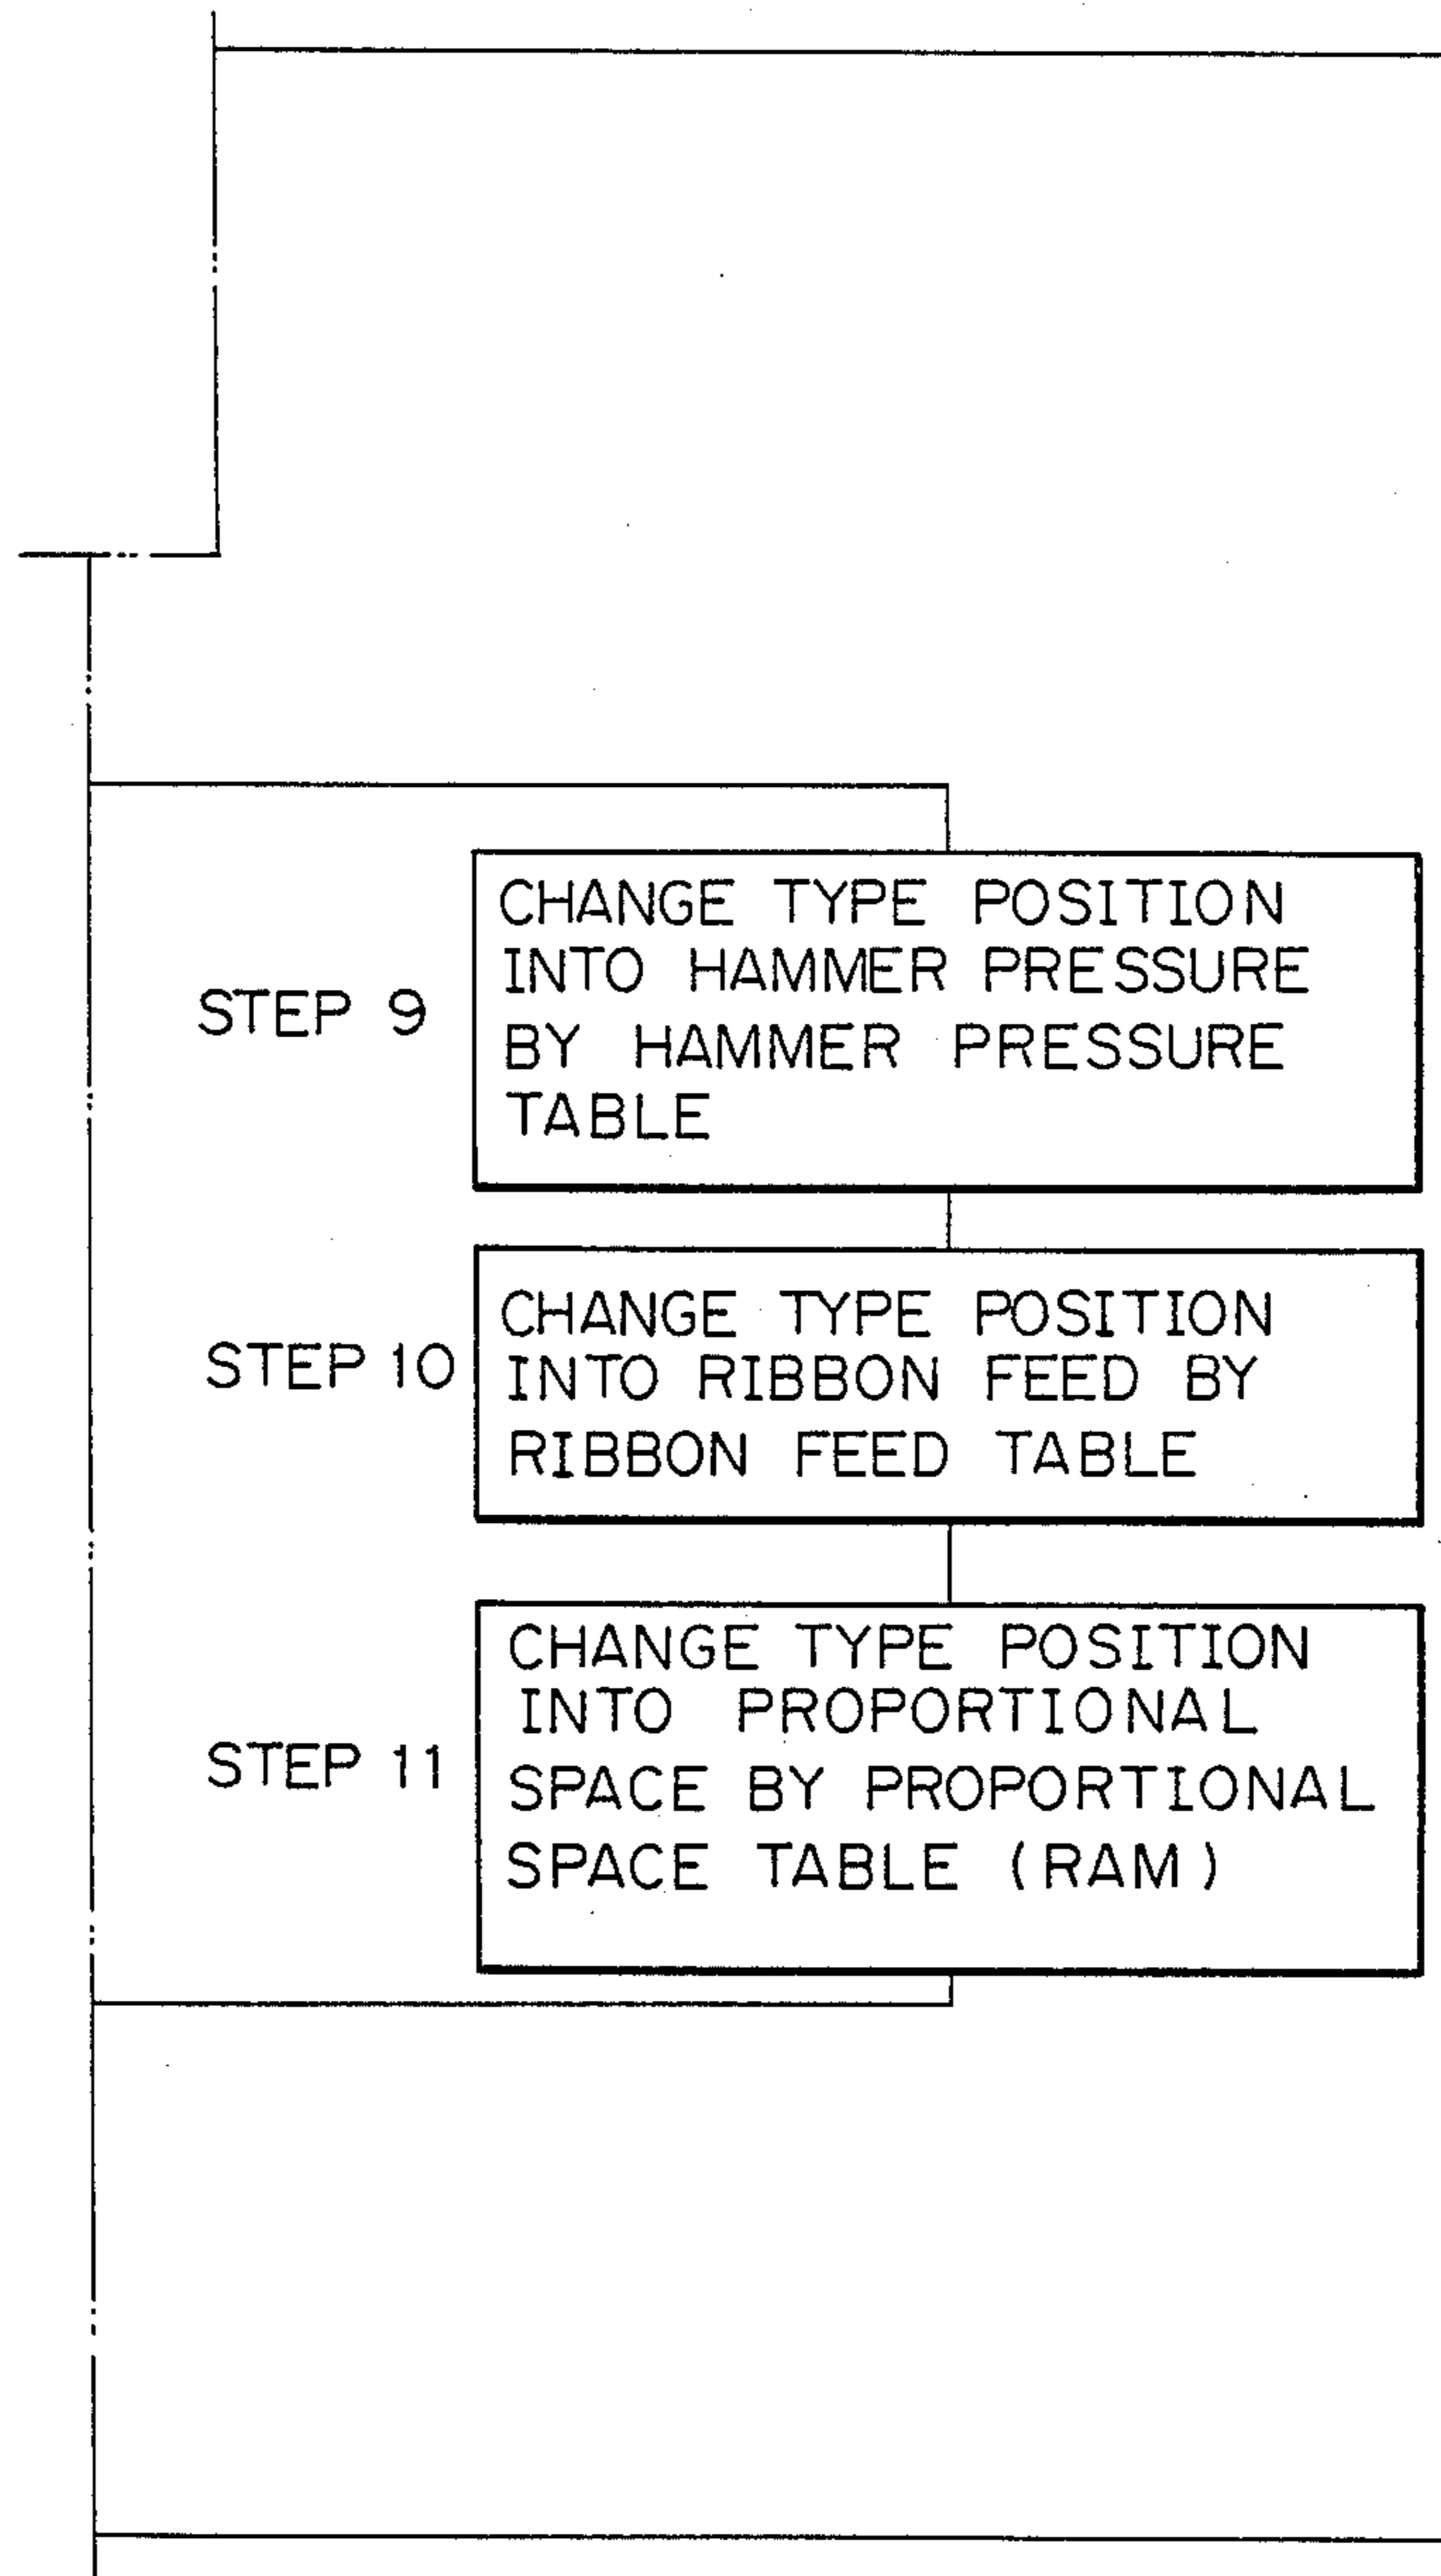 STEP 9
CHANGE TYPE POSITION
INTO HAMMER PRESSURE
BY HAMMER PRESSURE
TABLE
STEP 10
CHANGE TYPE POSITION
INTO RIBBON FEED BY
RIBBON FEED TABLE
STEP 11
CHANGE TYPE POSITION
INTO PROPORTIONAL
SPACE BY PROPORTIONAL
SPACE TABLE (RAM)